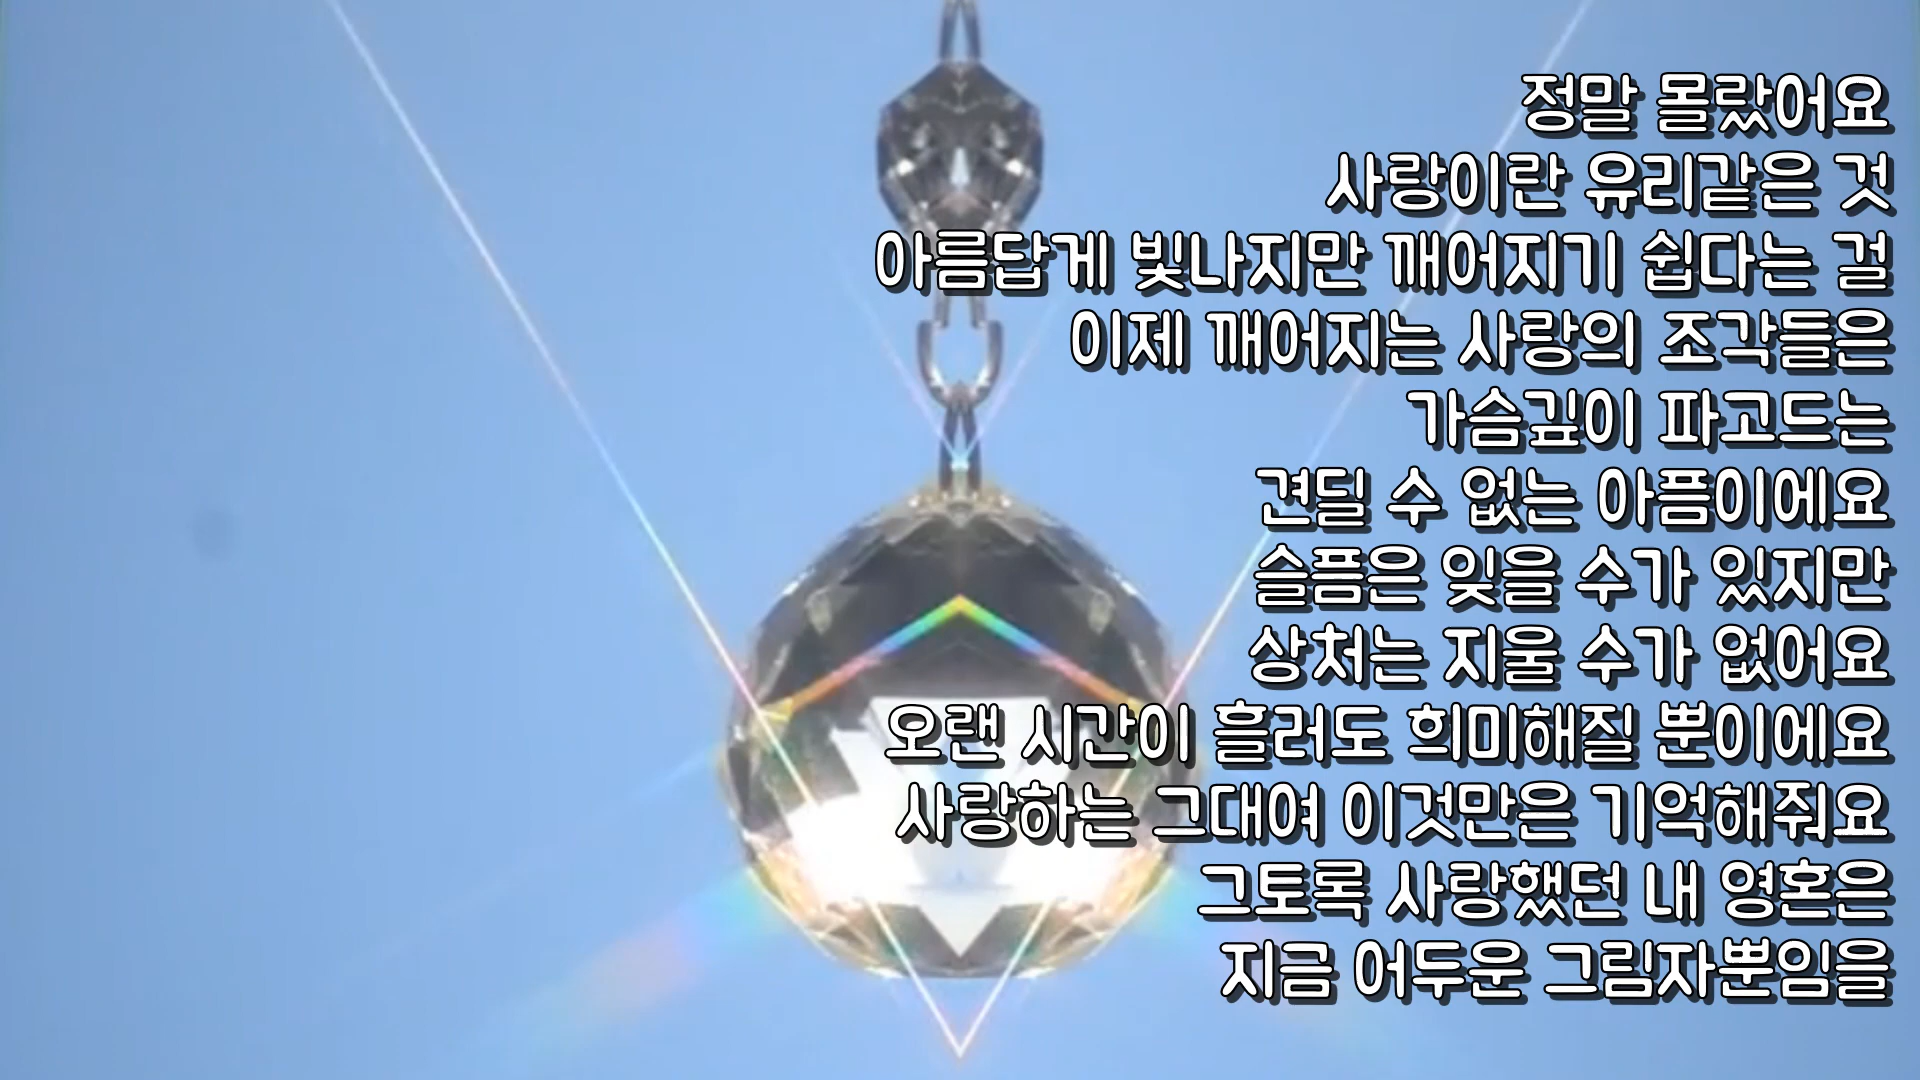 정말 몰랐어요
사랑이란 유리같은 것
아름답게 빛나지만 깨어지기 쉽다는 걸
이제 깨어지는 사랑의 조각들은
가슴깊이 파고드는
견딜 수 없는 아픔이에요
슬픔은 잊을 수가 있지만
상처는 지울 수가 없어요
오랜 시간이 흘러도 희미해질 뿐이에요
사랑하는 그대여 이것만은 기억해줘요
그토록 사랑했던 내 영혼은
지금 어두운 그림자뿐임을